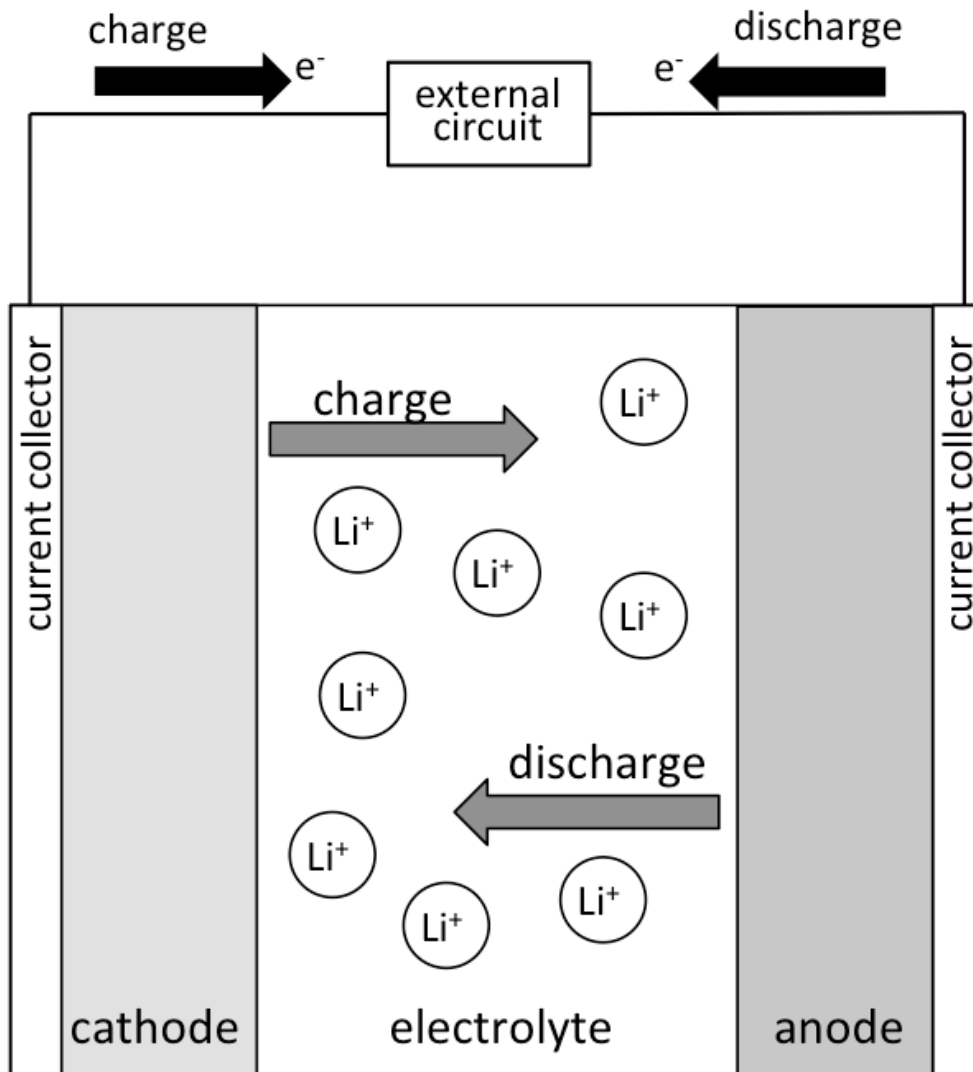 charge
discharge
e⁻
e⁻
external
circuit
current collector
current collector
charge
Li⁺
Li⁺
Li⁺
Li⁺
Li⁺
discharge
Li⁺
Li⁺
Li⁺
cathode
electrolyte
anode